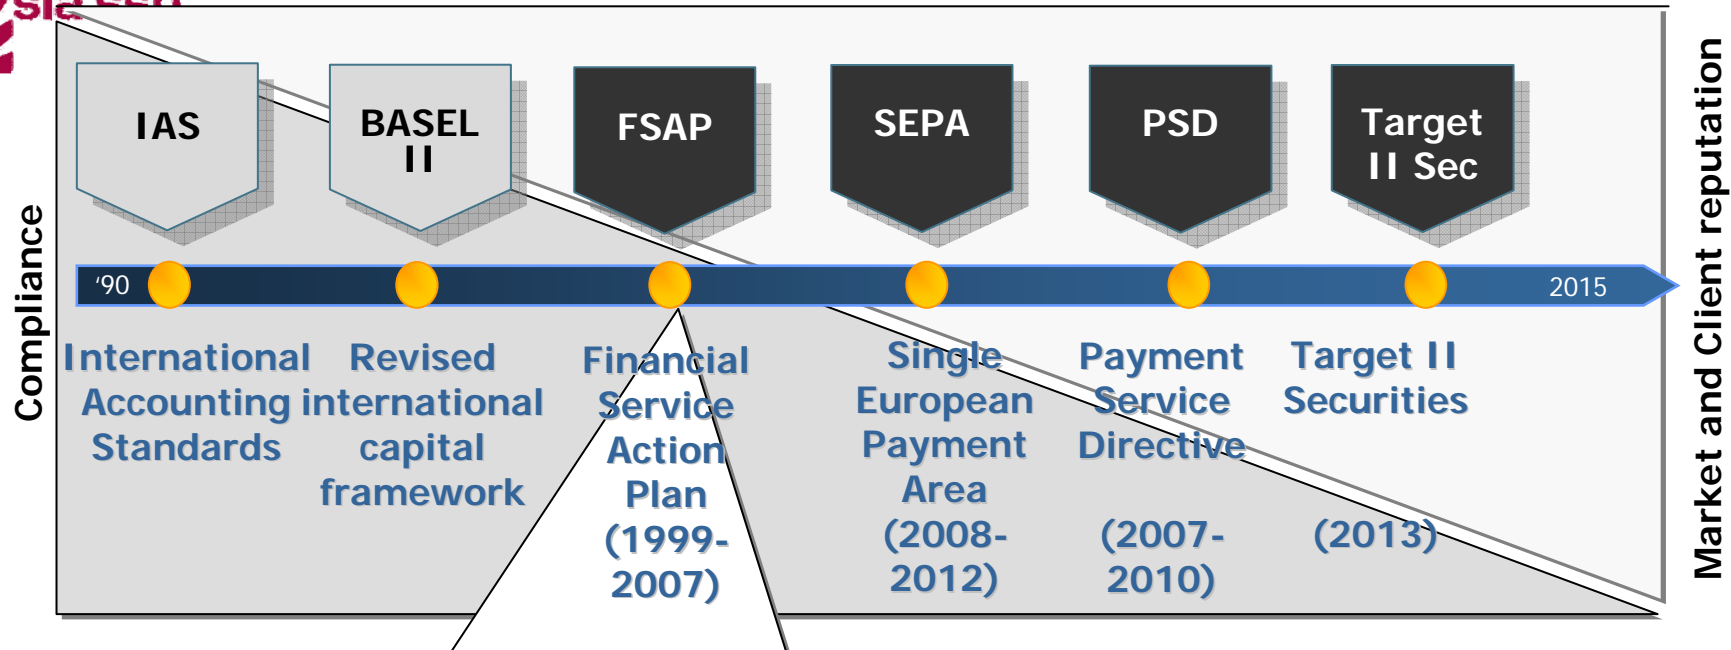 Compliance
IAS
BASEL
II
FSAP
SEPA
PSD
Target
II Sec
'90
2015
International
Accounting
Standards
Revised
international
capital
framework
Financial
Service
Action
Plan
(1999-
2007)
Single
European
Payment
Area
(2008-
2012)
Payment
Service
Directive
(2007-
2010)
Target II
Securities
(2013)
Market and Client reputation